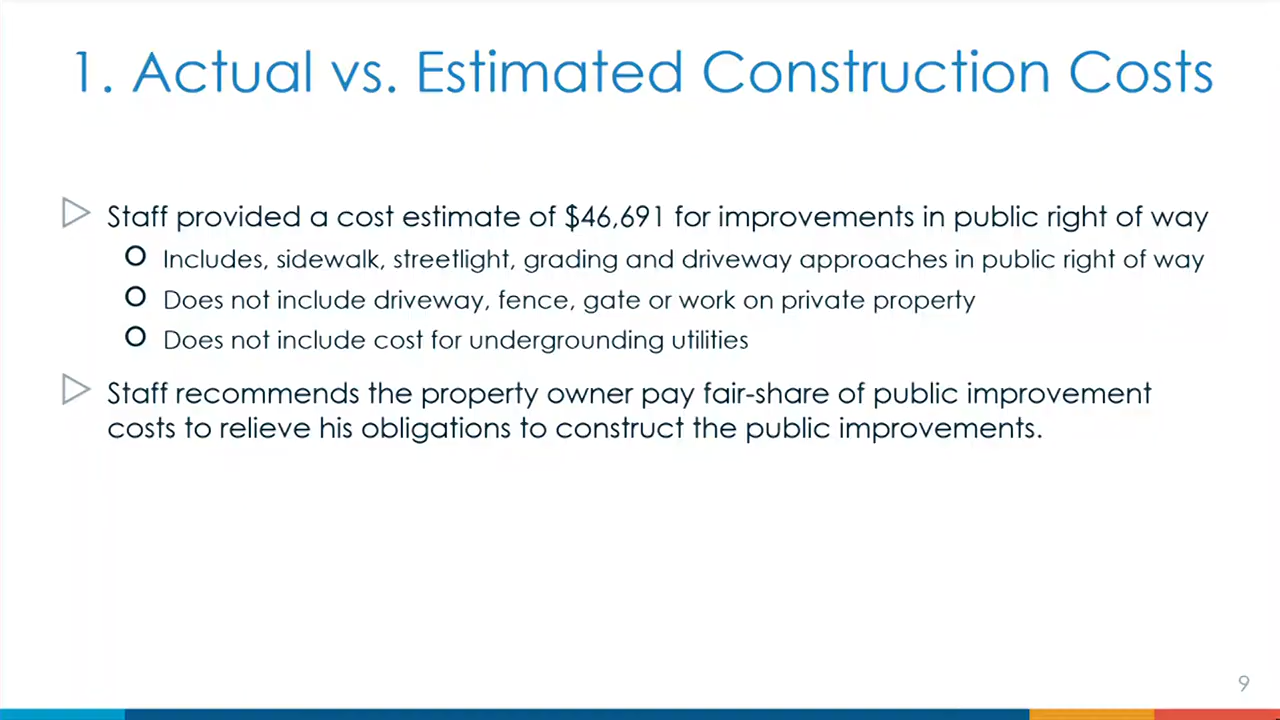 1. Actual vs. Estimated Construction Costs
Staff provided a cost estimate of $46,691 for improvements in public right of way
Includes, sidewalk, streetlight, grading and driveway approaches in public right of way
Does not include driveway, fence, gate or work on private property
Does not include cost for undergrounding utilities
Staff recommends the property owner pay fair-share of public improvement
costs to relieve his obligations to construct the public improvements.
9